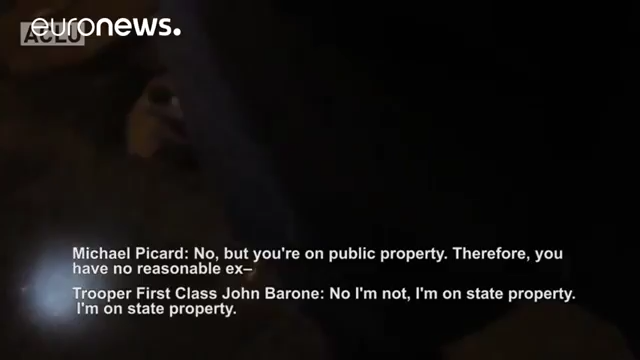 euronews.
ACLU
Michael Picard: No, but you're on public property. Therefore, you
have no reasonable ex–
Trooper First Class John Barone: No I'm not, I'm on state property.
I'm on state property.